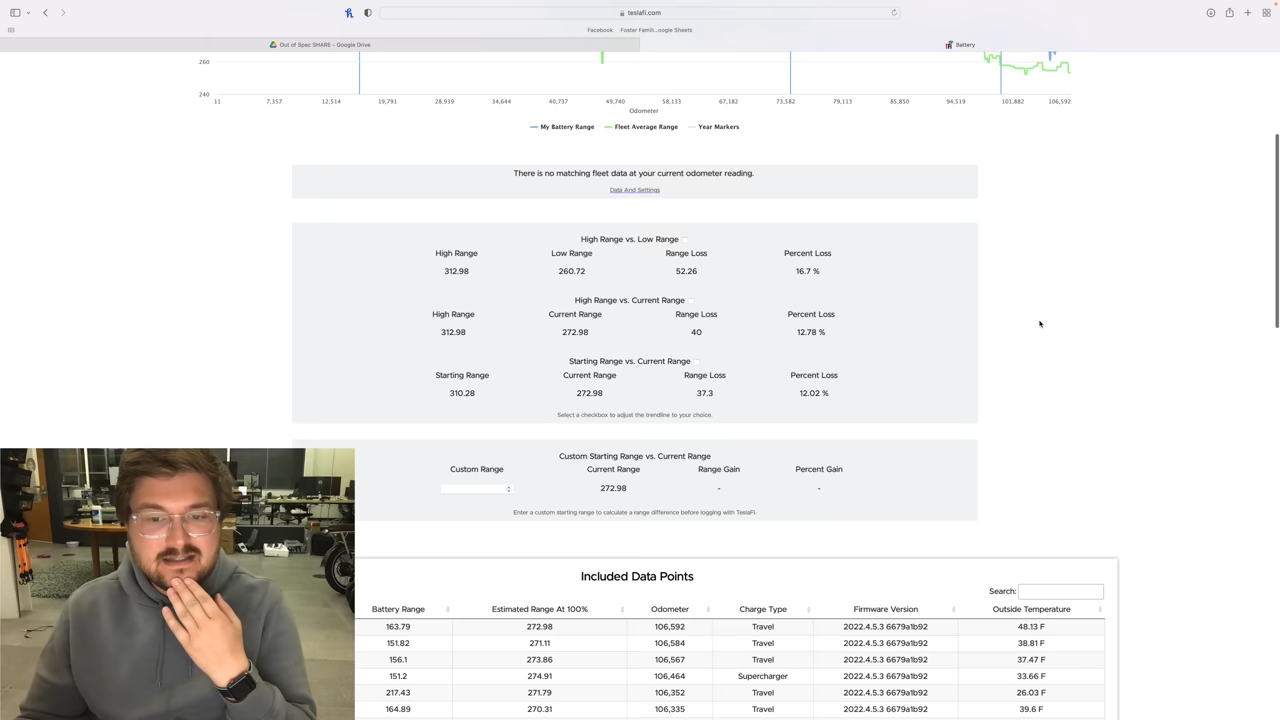 teslafi.com
Facebook Foster Famili...oogle Sheets
Out of Spec SHARE - Google Drive
Battery
260
240
11 7,357 12,514 19,791 28,939 34,644 40,737 49,740 58,133 67,182 73,582 79,113 85,850 94,519 101,882 106,592
Odometer
My Battery Range Fleet Average Range Year Markers
There is no matching fleet data at your current odometer reading.
Data And Settings
High Range vs. Low Range
High Range Low Range Range Loss Percent Loss
312.98 260.72 52.26 16.7 %
High Range vs. Current Range
High Range Current Range Range Loss Percent Loss
312.98 272.98 40 12.78 %
Starting Range vs. Current Range
Starting Range Current Range Range Loss Percent Loss
310.28 272.98 37.3 12.02 %
Select a checkbox to adjust the trendline to your choice.
Custom Starting Range vs. Current Range
Custom Range Current Range Range Gain Percent Gain
272.98 - -
Enter a custom starting range to calculate a range difference before logging with TeslaFi.
Included Data Points
Search:
Battery Range Estimated Range At 100% Odometer Charge Type Firmware Version Outside Temperature
163.79 272.98 106,592 Travel 2022.4.5.3 6679a1b92 48.13 F
151.82 271.11 106,584 Travel 2022.4.5.3 6679a1b92 38.81 F
156.1 273.86 106,567 Travel 2022.4.5.3 6679a1b92 37.47 F
151.2 274.91 106,464 Supercharger 2022.4.5.3 6679a1b92 33.66 F
217.43 271.79 106,352 Travel 2022.4.5.3 6679a1b92 26.03 F
164.89 270.31 106,335 Travel 2022.4.5.3 6679a1b92 39.6 F